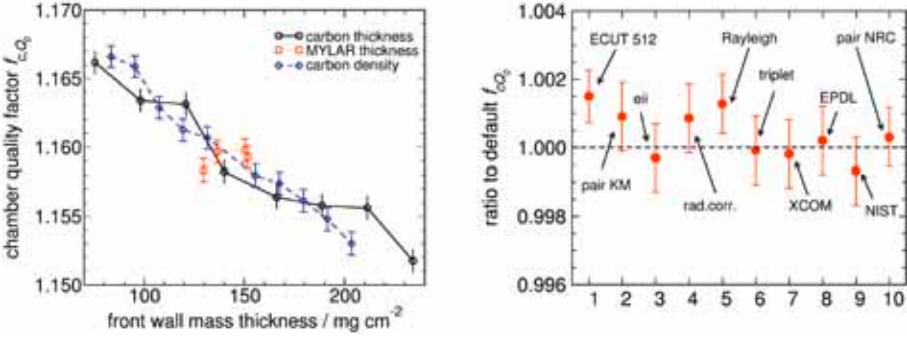 chamber quality factor f_c,Q0
1.170
1.165
1.160
1.155
1.150
carbon thickness
MYLAR thickness
carbon density
100
150
200
front wall mass thickness / mg cm⁻²
ratio to default f_cQ0
1.004
1.002
1.000
0.998
0.996
ECUT 512
Rayleigh
pair NRC
triplet
eii
EPDL
pair KM
rad.corr.
XCOM
NIST
1 2 3 4 5 6 7 8 9 10